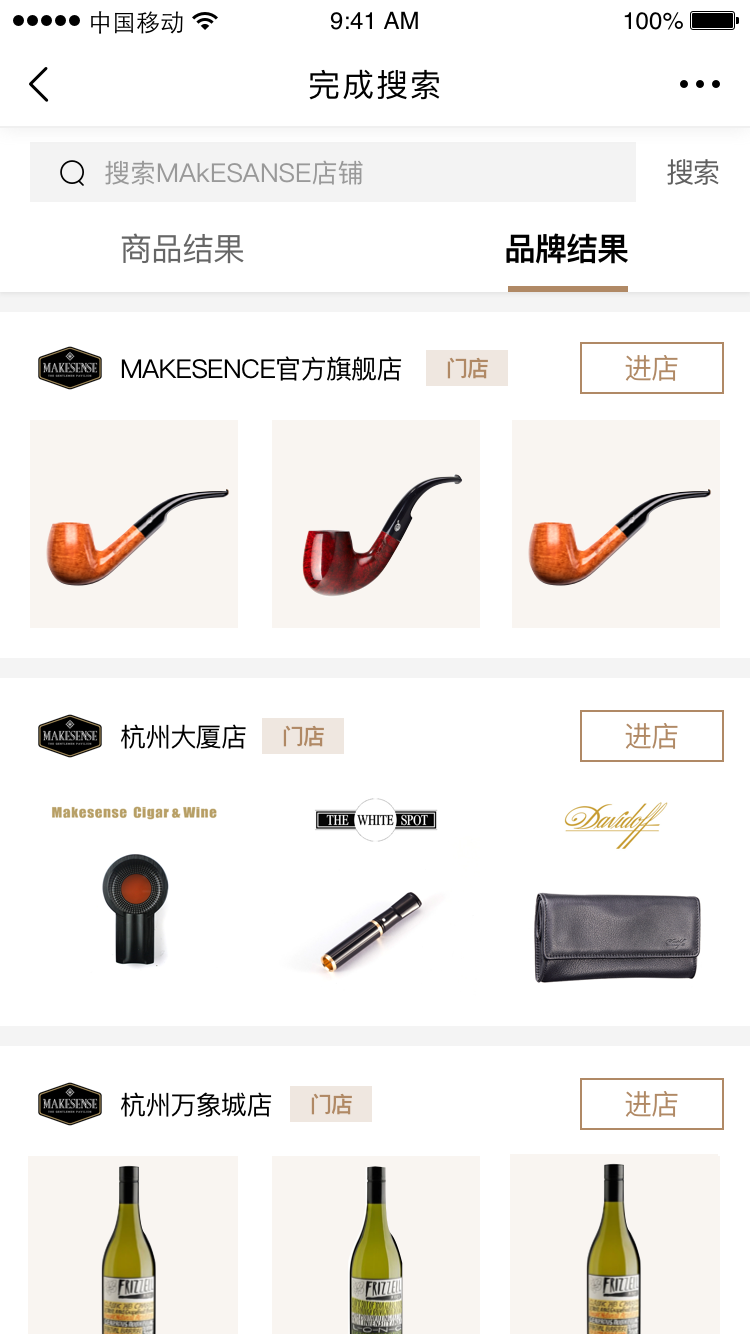 中国移动 9:41 AM 100%
完成搜索
搜索MAkESANSE店铺 搜索
商品结果 品牌结果
MAKESENSE MAKESENCE官方旗舰店 门店 进店
MAKESENSE 杭州大厦店 门店 进店
Makesense Cigar & Wine THE WHITE SPOT Davidoff
MAKESENSE 杭州万象城店 门店 进店
FRIZZELL FRIZZELL FRIZZELL